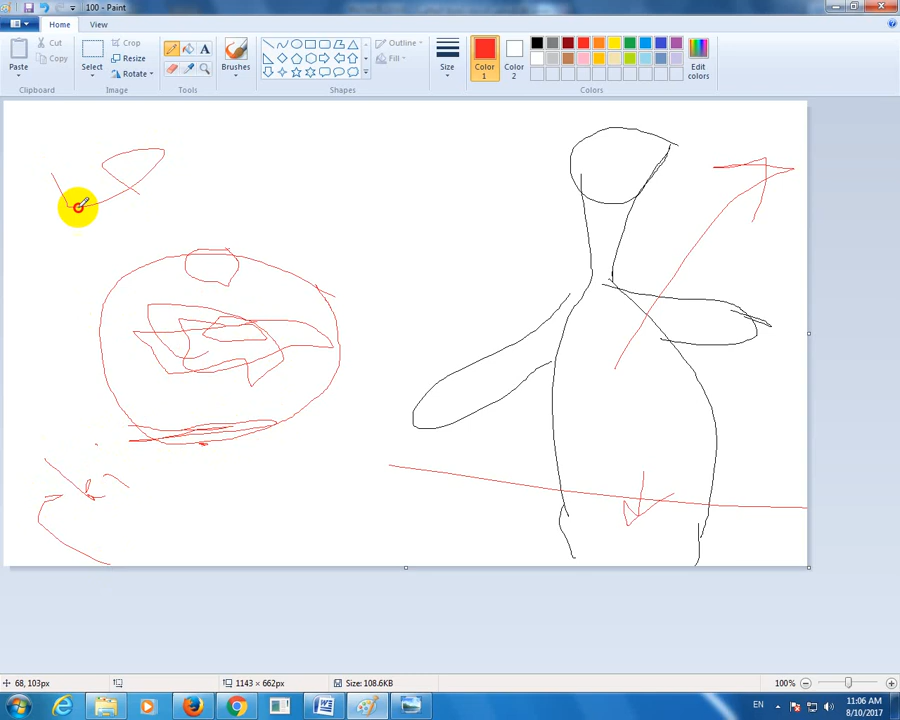 100 - Paint
Home View
Paste
Cut
Copy
Clipboard
Select
Crop
Resize
Rotate
Image
Tools
Brushes
Shapes
Outline
Fill
Size
Color 1
Color 2
Edit colors
Colors
68, 103px
1143 × 662px
Size: 108.6KB
100%
EN
11:06 AM
8/10/2017